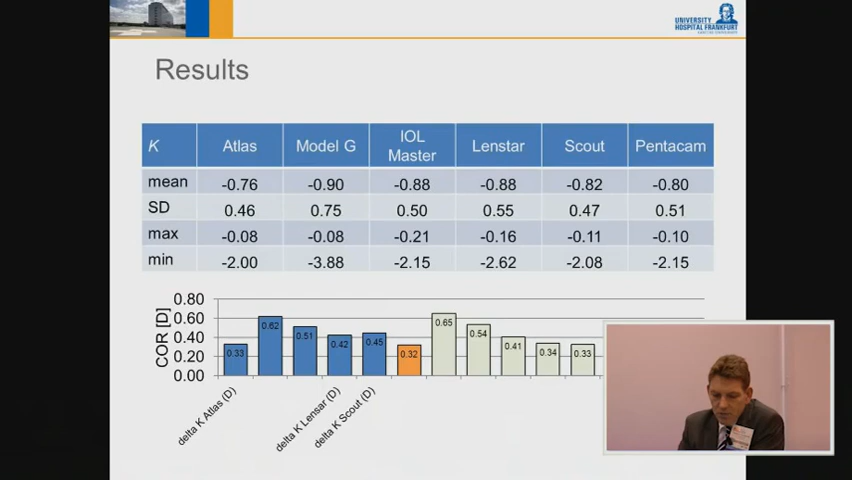 UNIVERSITY
HOSPITAL FRANKFURT
Results
K Atlas Model G IOL Master Lenstar Scout Pentacam
mean -0.76 -0.90 -0.88 -0.88 -0.82 -0.80
SD 0.46 0.75 0.50 0.55 0.47 0.51
max -0.08 -0.08 -0.21 -0.16 -0.11 -0.10
min -2.00 -3.88 -2.15 -2.62 -2.08 -2.15
COR [D]
0.80
0.60
0.40
0.20
0.00
0.33 0.62 0.51 0.42 0.45 0.32 0.65 0.54 0.41 0.34 0.33
delta K Atlas (D)
delta K Lensar (D)
delta K Scout (D)